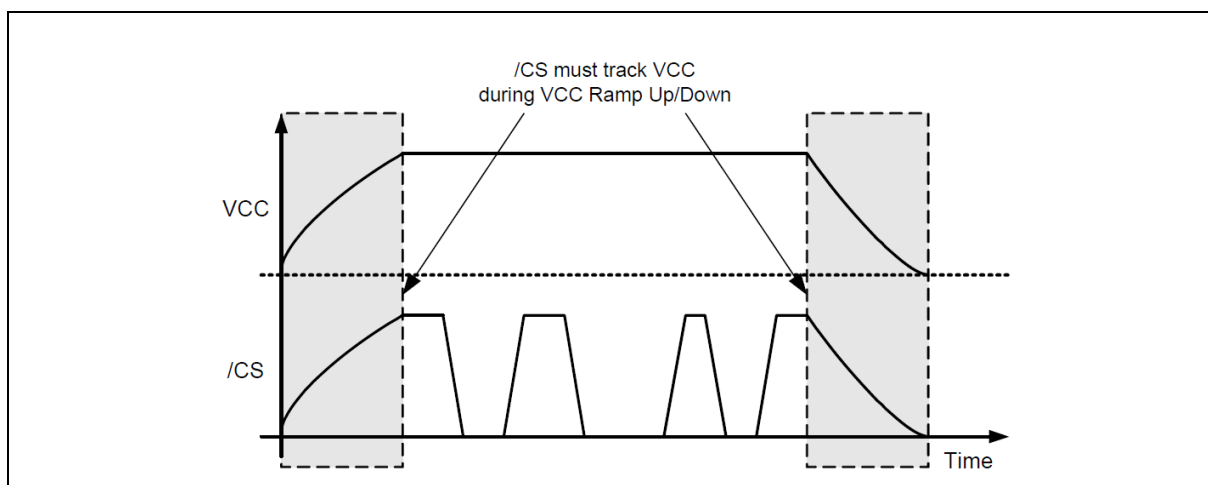 /CS must track VCC
during VCC Ramp Up/Down
VCC
/CS
Time